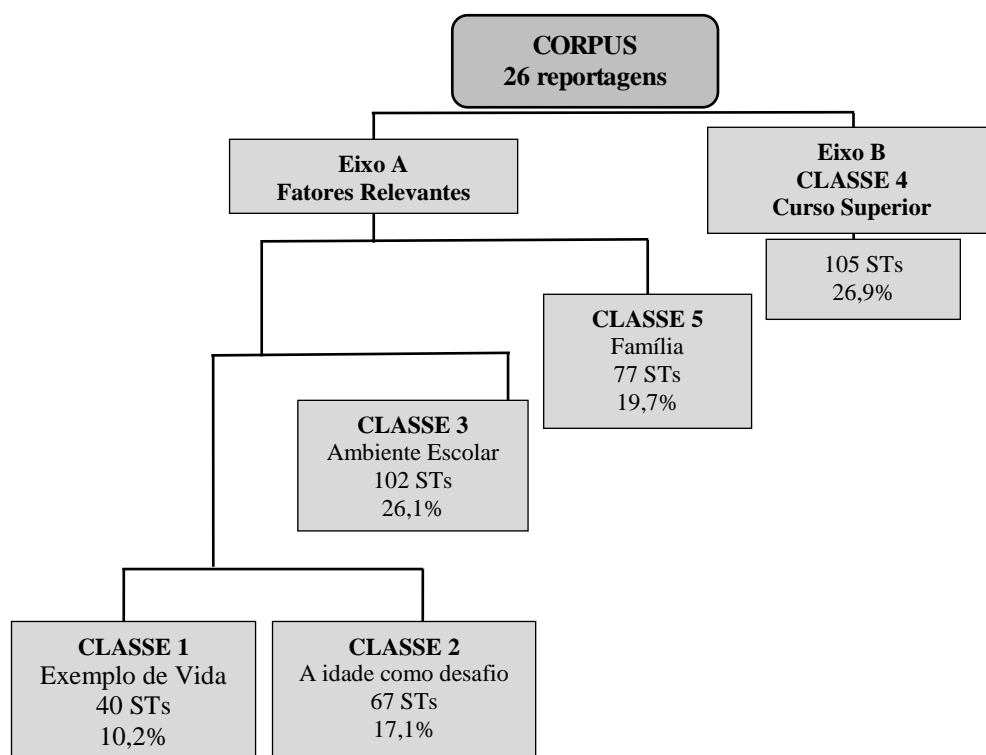 CORPUS
26 reportagens
Eixo A
Fatores Relevantes
Eixo B
CLASSE 4
Curso Superior
105 STs
26,9%
CLASSE 5
Família
77 STs
19,7%
CLASSE 3
Ambiente Escolar
102 STs
26,1%
CLASSE 1
Exemplo de Vida
40 STs
10,2%
CLASSE 2
A idade como desafio
67 STs
17,1%